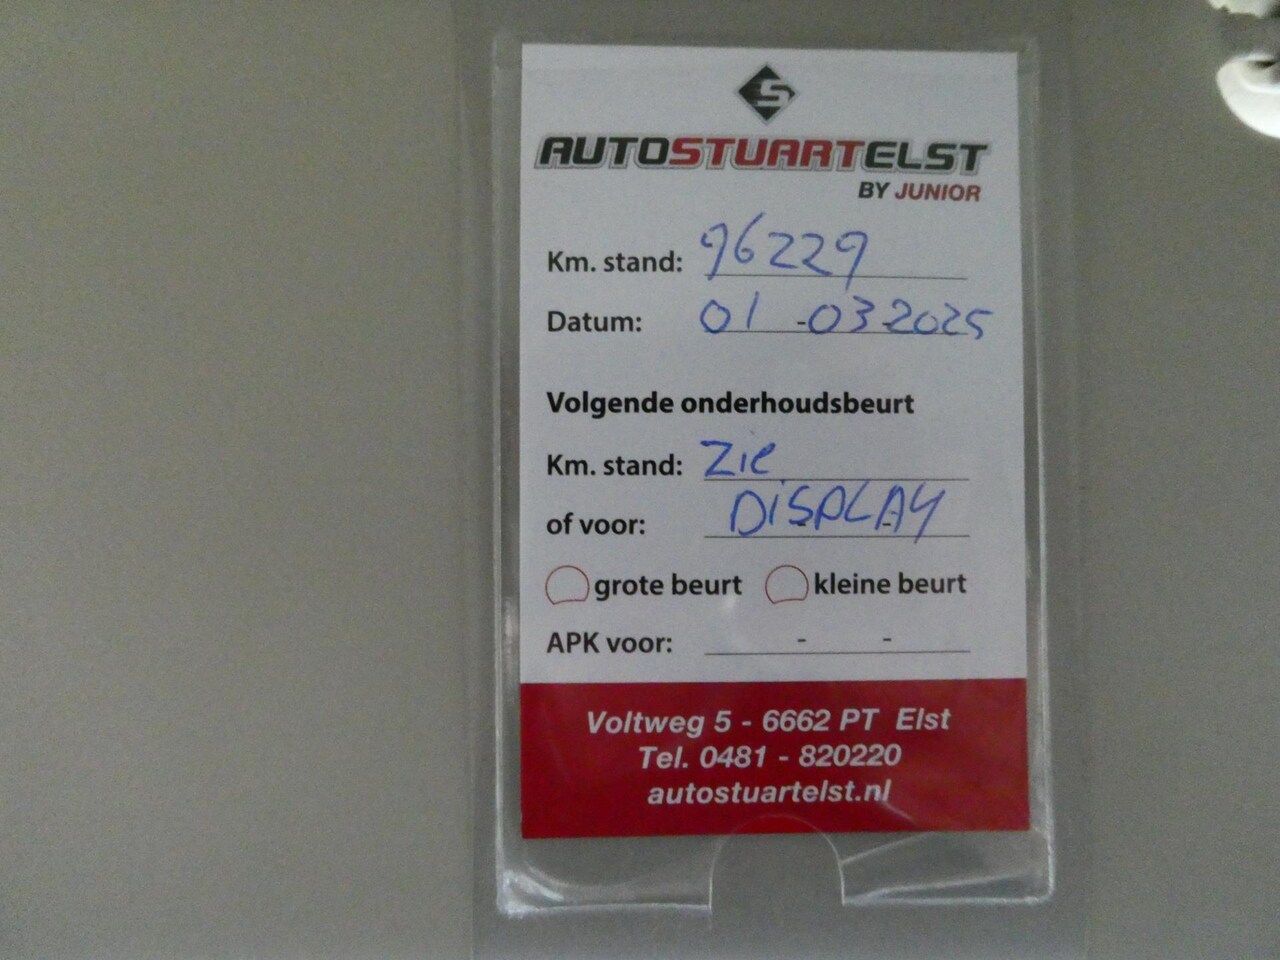 S
AUTOSTUARTELST
BY JUNIOR
Km. stand: 96229
Datum: 01 - 03 2025
Volgende onderhoudsbeurt
Km. stand: Zie
of voor: DISPLAY
grote beurt kleine beurt
APK voor: - -
Voltweg 5 - 6662 PT Elst
Tel. 0481 - 820220
autostuartelst.nl